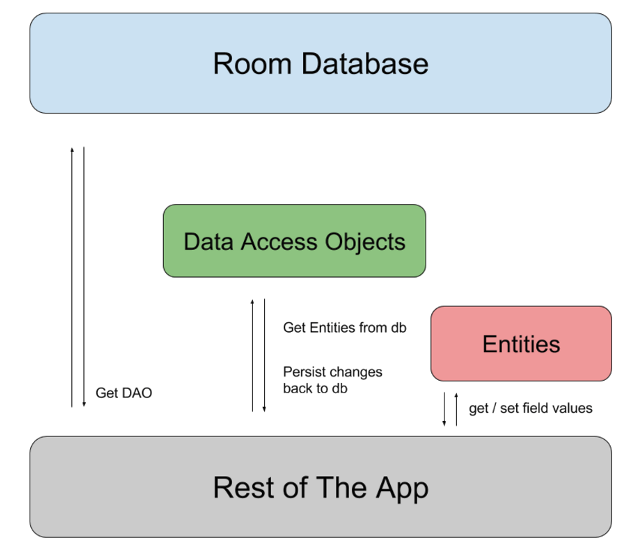 Room Database
Data Access Objects
Get Entities from db
Persist changes
back to db
Entities
Get DAO
get / set field values
Rest of The App